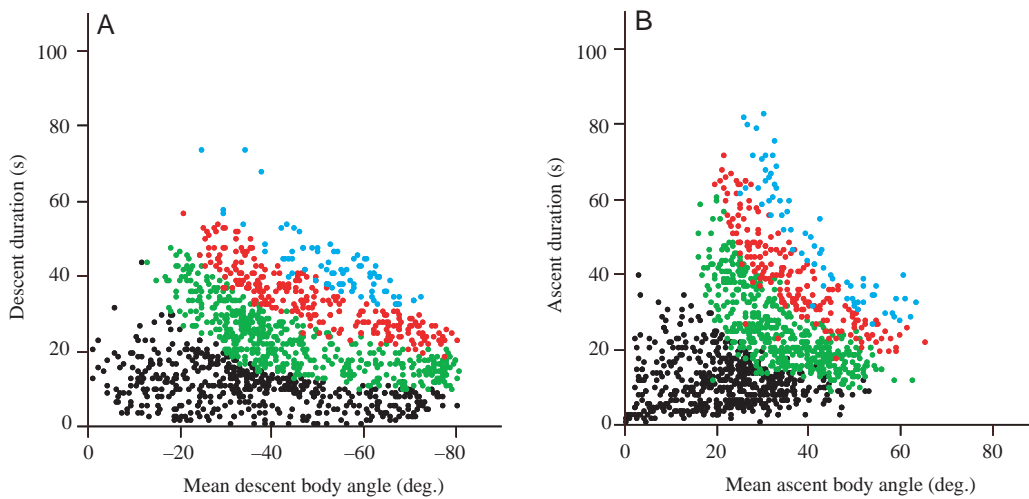 A
100
80
60
40
20
0
Descent duration (s)
0 –20 –30 –40 –60 –80
Mean descent body angle (deg.)
B
100
80
60
40
20
0
Ascent duration (s)
0 20 40 60 80
Mean ascent body angle (deg.)